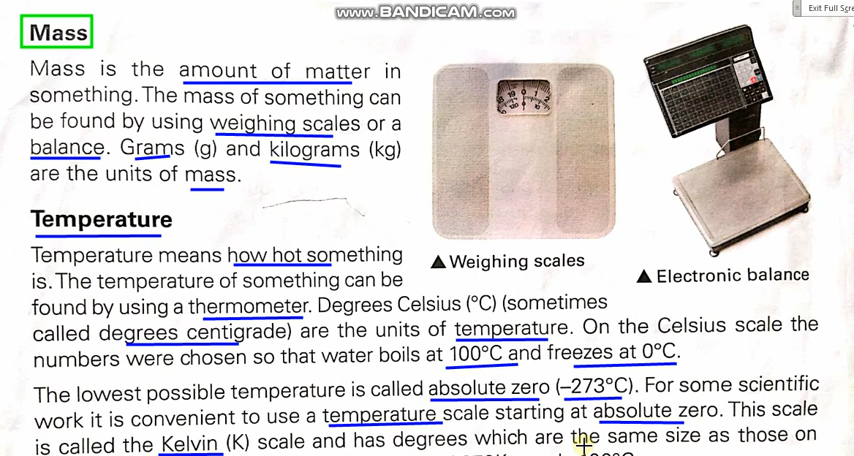 www.BANDICAM.com
Exit Full Scre
Mass
Mass is the amount of matter in
something. The mass of something can
be found by using weighing scales or a
balance. Grams (g) and kilograms (kg)
are the units of mass.
▲ Weighing scales
▲ Electronic balance
Temperature
Temperature means how hot something
is. The temperature of something can be
found by using a thermometer. Degrees Celsius (°C) (sometimes
called degrees centigrade) are the units of temperature. On the Celsius scale the
numbers were chosen so that water boils at 100°C and freezes at 0°C.
The lowest possible temperature is called absolute zero (–273°C). For some scientific
work it is convenient to use a temperature scale starting at absolute zero. This scale
is called the Kelvin (K) scale and has degrees which are the same size as those on